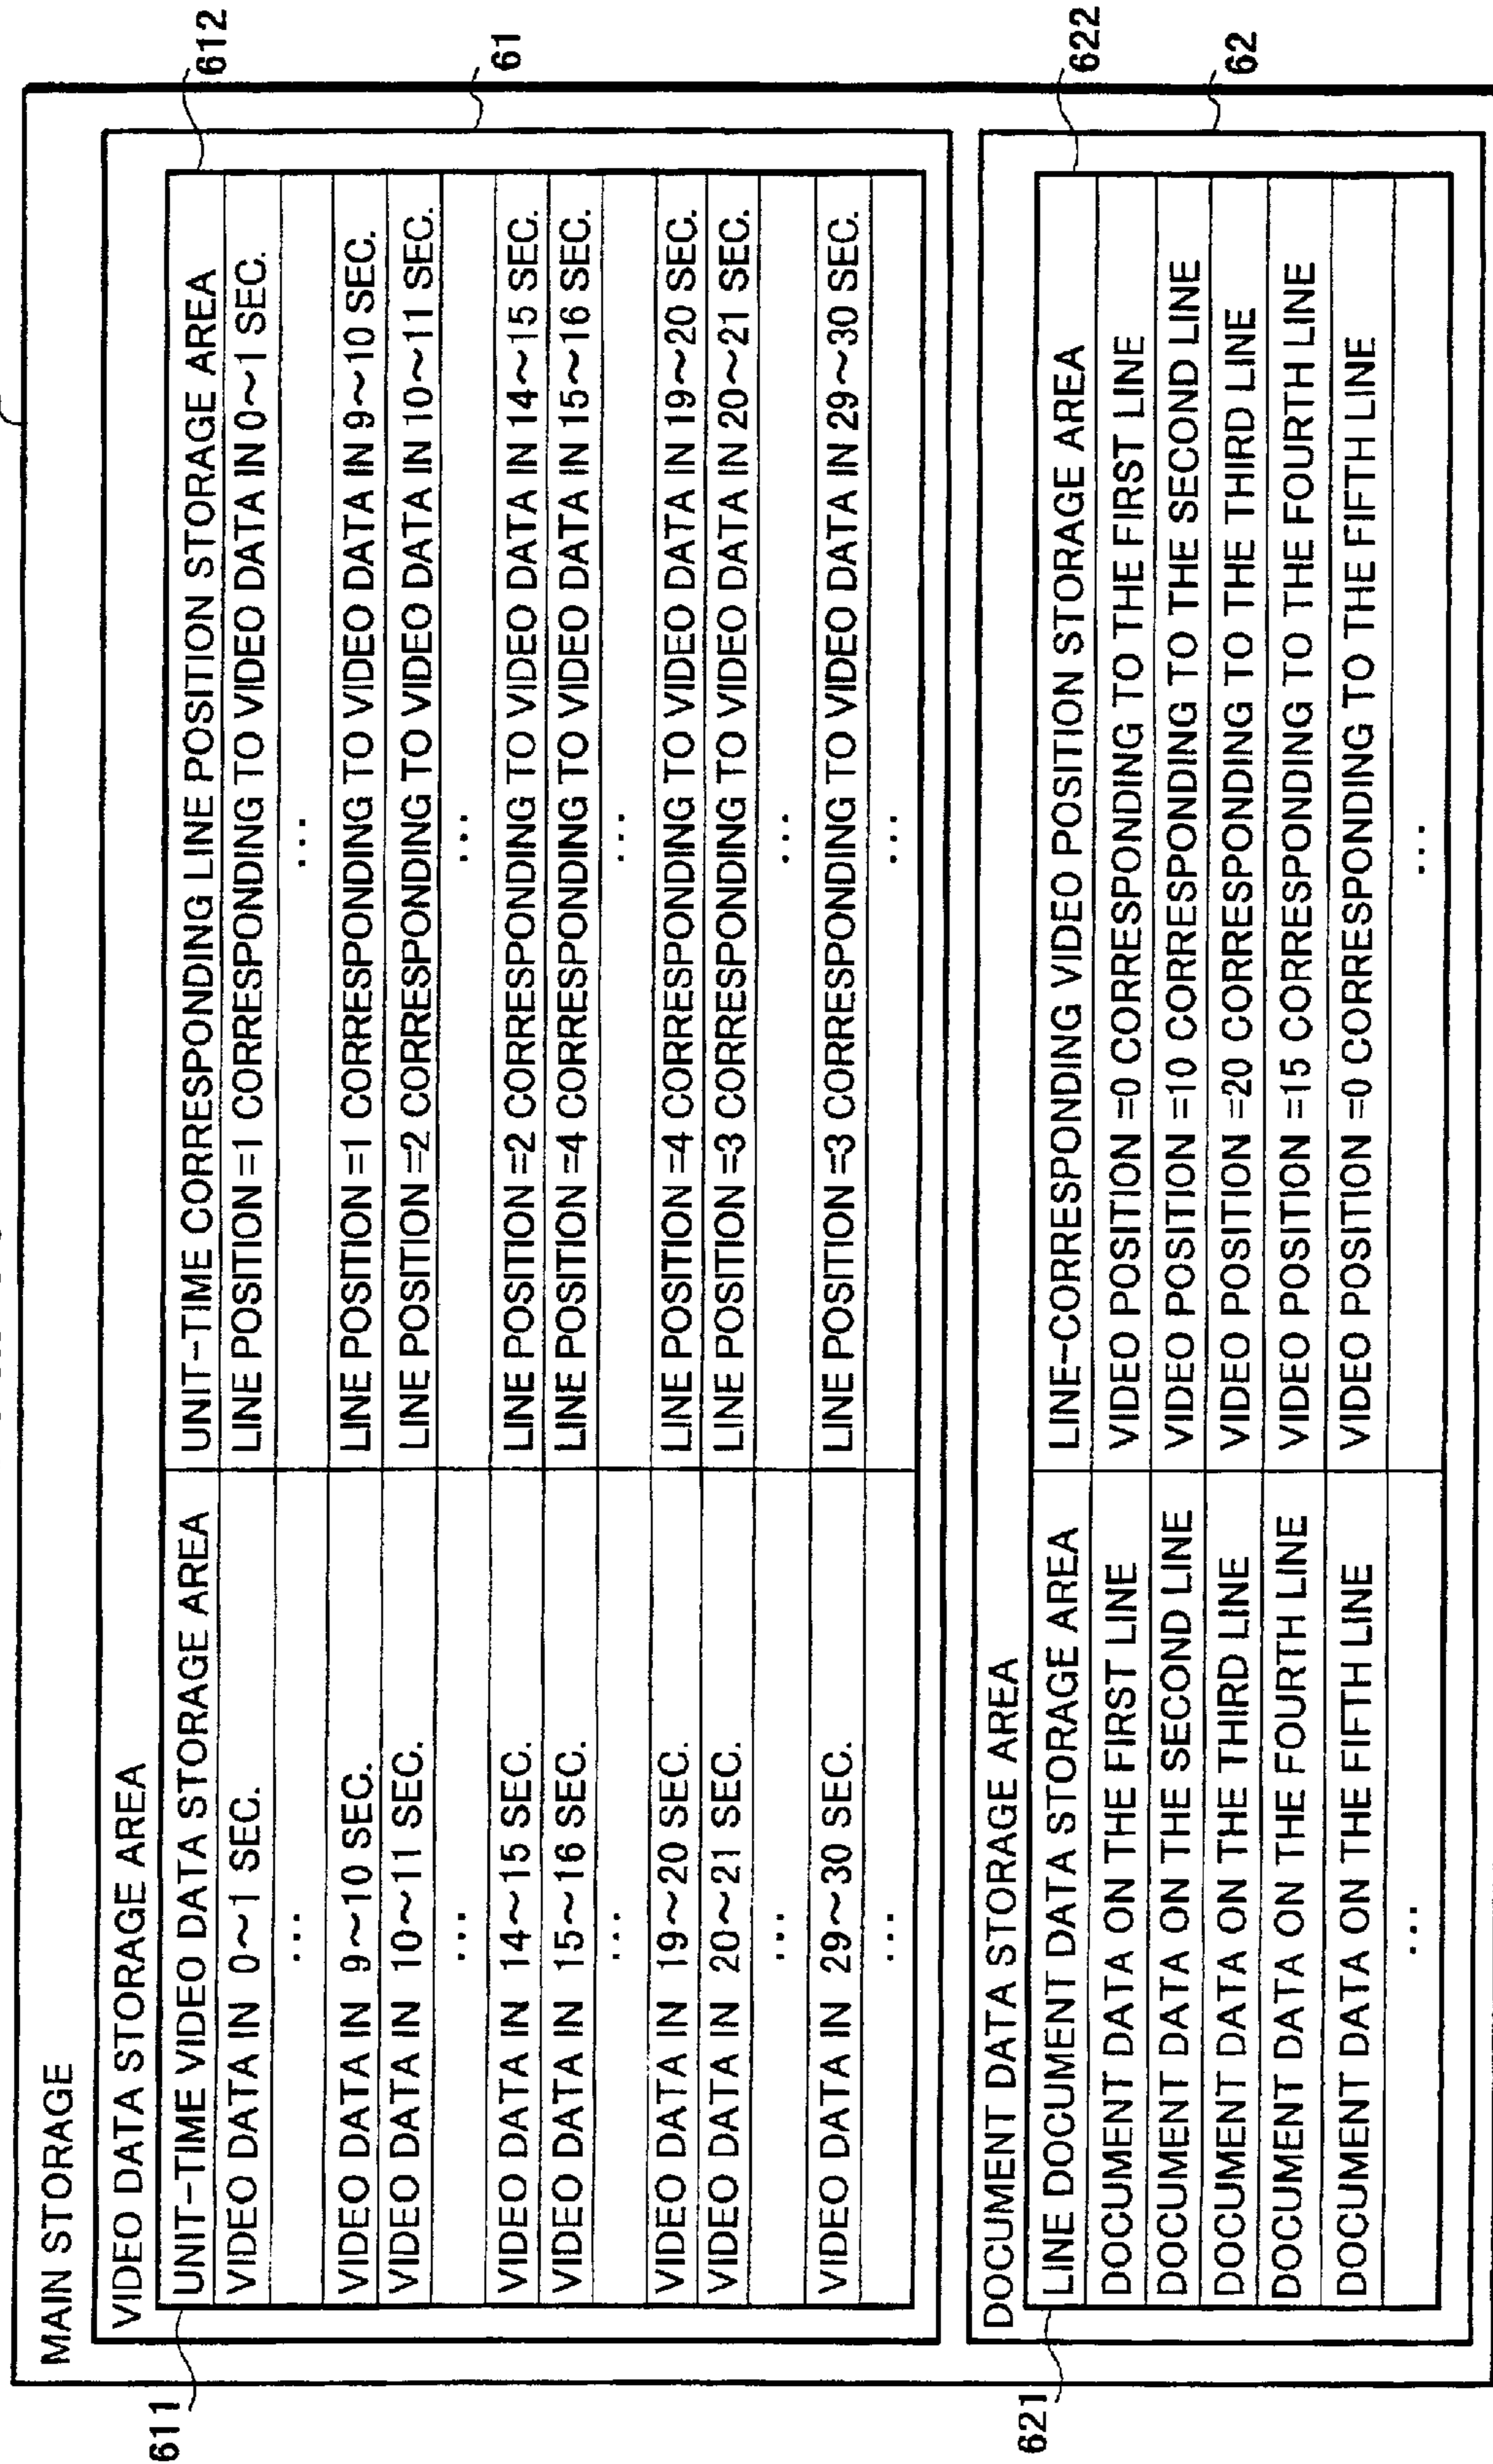 MAIN STORAGE
612
VIDEO DATA STORAGE AREA
61
611
UNIT-TIME VIDEO DATA STORAGE AREA UNIT-TIME CORRESPONDING LINE POSITION STORAGE AREA
VIDEO DATA IN 0~1 SEC. LINE POSITION =1 CORRESPONDING TO VIDEO DATA IN 0~1 SEC.
... ...
VIDEO DATA IN 9~10 SEC. LINE POSITION =1 CORRESPONDING TO VIDEO DATA IN 9~10 SEC.
VIDEO DATA IN 10~11 SEC. LINE POSITION =2 CORRESPONDING TO VIDEO DATA IN 10~11 SEC.
... ...
VIDEO DATA IN 14~15 SEC. LINE POSITION =2 CORRESPONDING TO VIDEO DATA IN 14~15 SEC.
VIDEO DATA IN 15~16 SEC. LINE POSITION =4 CORRESPONDING TO VIDEO DATA IN 15~16 SEC.
... ...
VIDEO DATA IN 19~20 SEC. LINE POSITION =4 CORRESPONDING TO VIDEO DATA IN 19~20 SEC.
VIDEO DATA IN 20~21 SEC. LINE POSITION =3 CORRESPONDING TO VIDEO DATA IN 20~21 SEC.
... ...
VIDEO DATA IN 29~30 SEC. LINE POSITION =3 CORRESPONDING TO VIDEO DATA IN 29~30 SEC.
... ...
DOCUMENT DATA STORAGE AREA
622
62
621
LINE DOCUMENT DATA STORAGE AREA LINE-CORRESPONDING VIDEO POSITION STORAGE AREA
DOCUMENT DATA ON THE FIRST LINE VIDEO POSITION =0 CORRESPONDING TO THE FIRST LINE
DOCUMENT DATA ON THE SECOND LINE VIDEO POSITION =10 CORRESPONDING TO THE SECOND LINE
DOCUMENT DATA ON THE THIRD LINE VIDEO POSITION =20 CORRESPONDING TO THE THIRD LINE
DOCUMENT DATA ON THE FOURTH LINE VIDEO POSITION =15 CORRESPONDING TO THE FOURTH LINE
DOCUMENT DATA ON THE FIFTH LINE VIDEO POSITION =0 CORRESPONDING TO THE FIFTH LINE
... ...